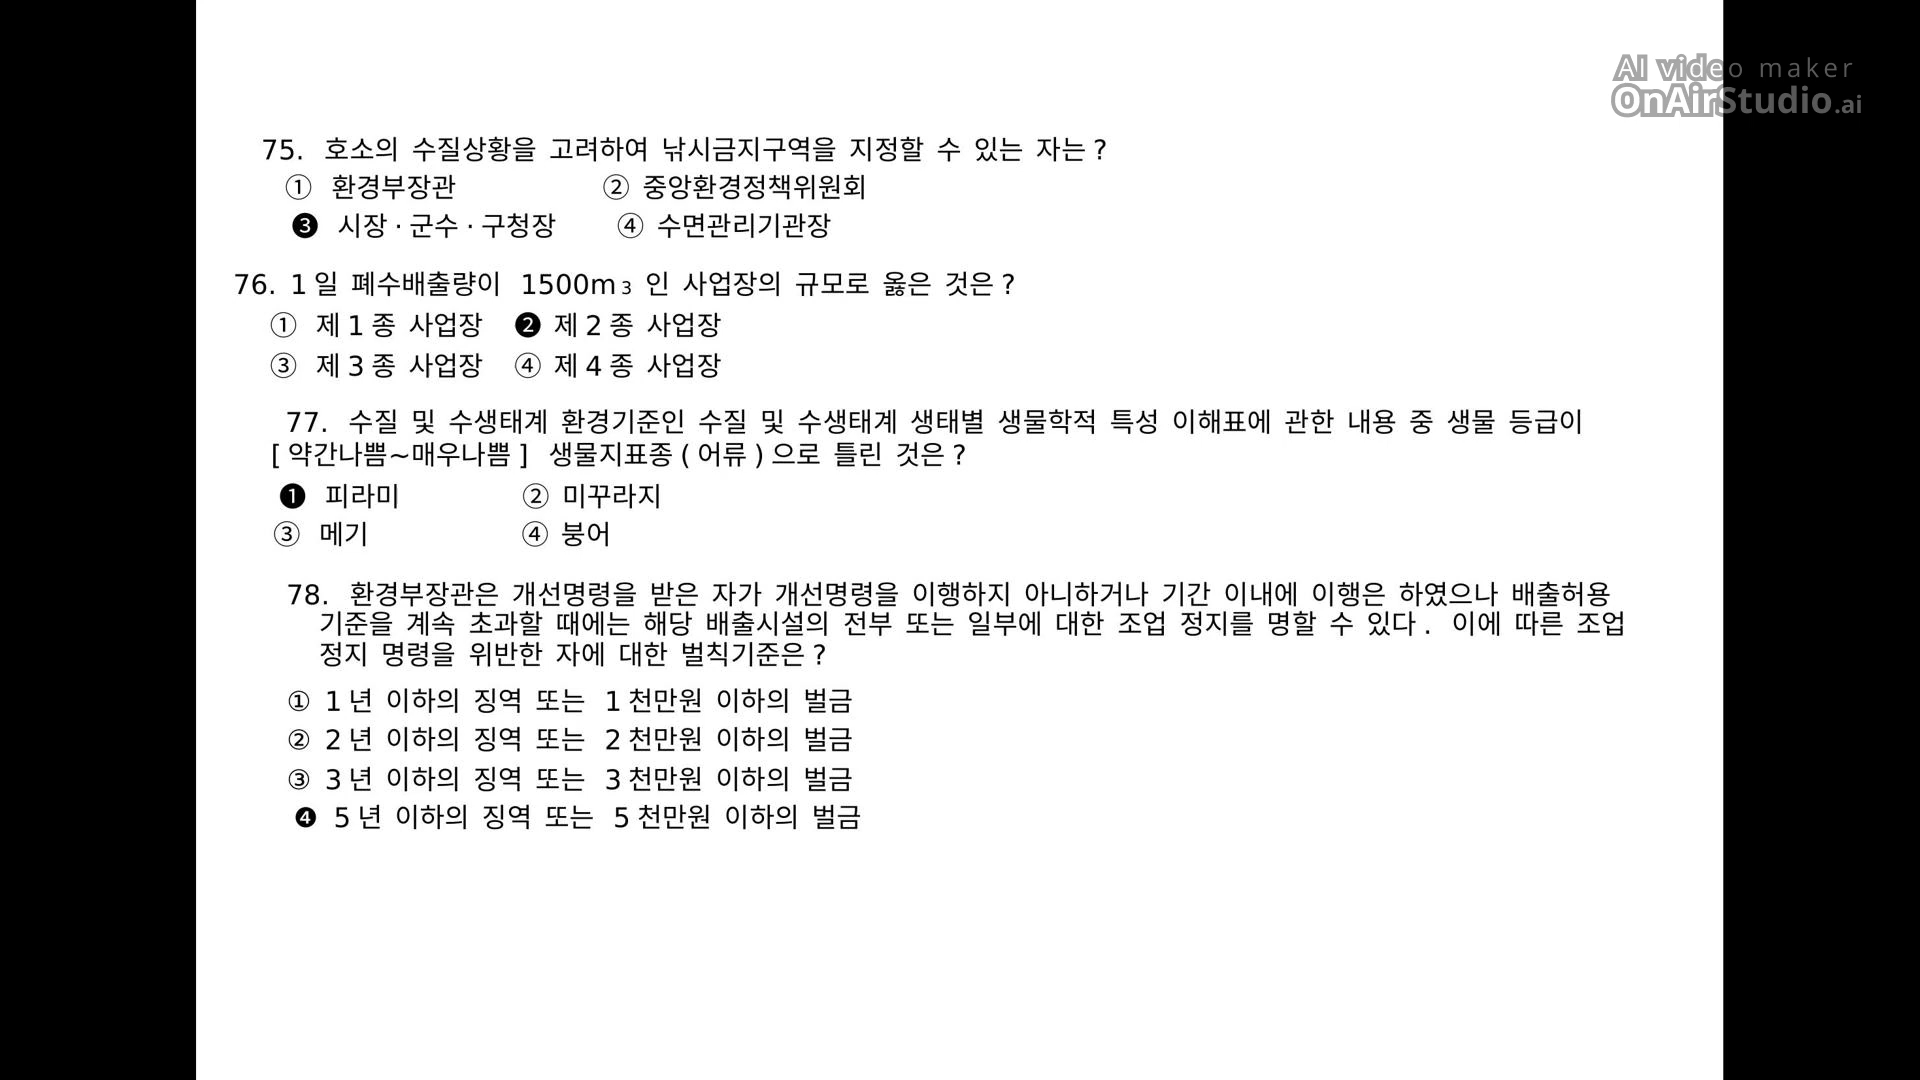 AI video maker
OnAirStudio.ai
75. 호소의 수질상황을 고려하여 낚시금지구역을 지정할 수 있는 자는 ?
① 환경부장관 ② 중앙환경정책위원회
❸ 시장 · 군수 · 구청장 ④ 수면관리기관장
76. 1 일 폐수배출량이 1500m 3 인 사업장의 규모로 옳은 것은 ?
① 제 1 종 사업장 ❷ 제 2 종 사업장
③ 제 3 종 사업장 ④ 제 4 종 사업장
77. 수질 및 수생태계 환경기준인 수질 및 수생태계 생태별 생물학적 특성 이해표에 관한 내용 중 생물 등급이
[ 약간나쁨~매우나쁨 ] 생물지표종 ( 어류 ) 으로 틀린 것은 ?
❶ 피라미 ② 미꾸라지
③ 메기 ④ 붕어
78. 환경부장관은 개선명령을 받은 자가 개선명령을 이행하지 아니하거나 기간 이내에 이행은 하였으나 배출허용
기준을 계속 초과할 때에는 해당 배출시설의 전부 또는 일부에 대한 조업 정지를 명할 수 있다 . 이에 따른 조업
정지 명령을 위반한 자에 대한 벌칙기준은 ?
① 1 년 이하의 징역 또는 1 천만원 이하의 벌금
② 2 년 이하의 징역 또는 2 천만원 이하의 벌금
③ 3 년 이하의 징역 또는 3 천만원 이하의 벌금
❹ 5 년 이하의 징역 또는 5 천만원 이하의 벌금